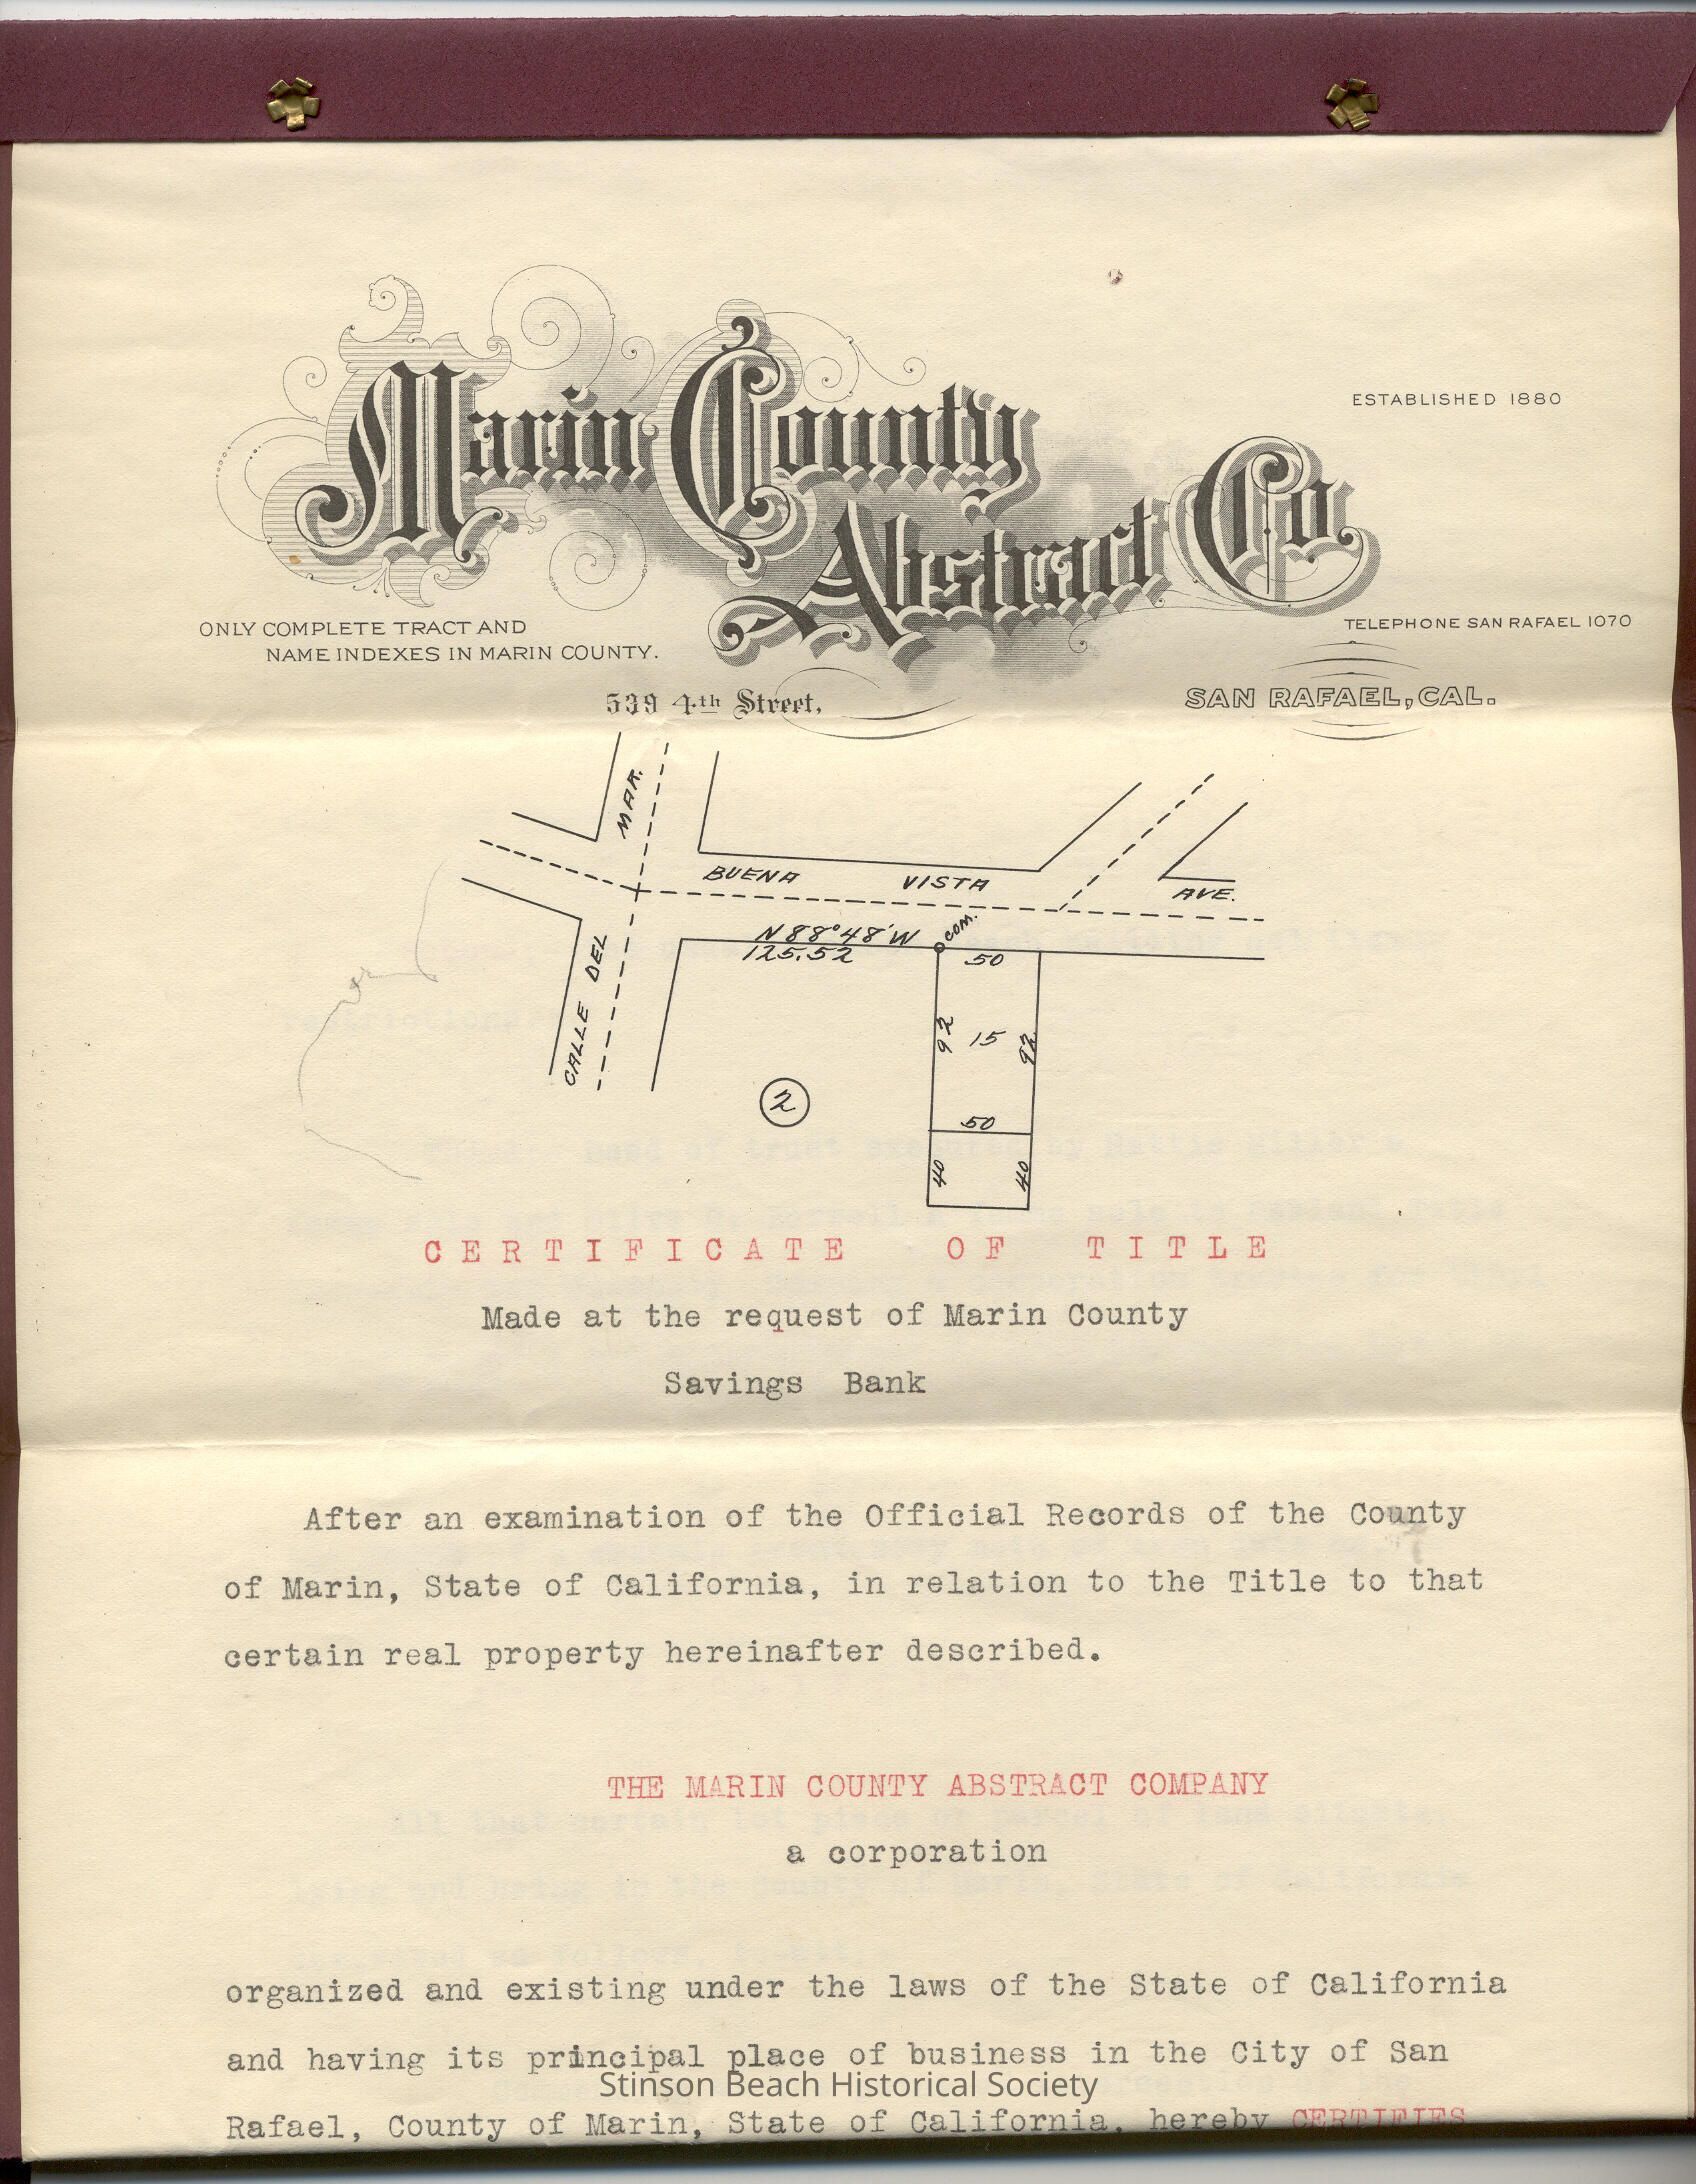 Marin County
Abstract Co.
ESTABLISHED 1880
ONLY COMPLETE TRACT AND
NAME INDEXES IN MARIN COUNTY.
TELEPHONE SAN RAFAEL 1070
539 4th Street,
SAN RAFAEL, CAL.
MAR.
BUENA VISTA AVE.
COM.
N 88° 48' W
125.52
50
CALLE DEL
92
15
92
2
50
40
40
CERTIFICATE OF TITLE
Made at the request of Marin County
Savings Bank
After an examination of the Official Records of the County
of Marin, State of California, in relation to the Title to that
certain real property hereinafter described.
THE MARIN COUNTY ABSTRACT COMPANY
a corporation
organized and existing under the laws of the State of California
and having its principal place of business in the City of San
Stinson Beach Historical Society
Rafael, County of Marin, State of California, hereby CERTIFIES